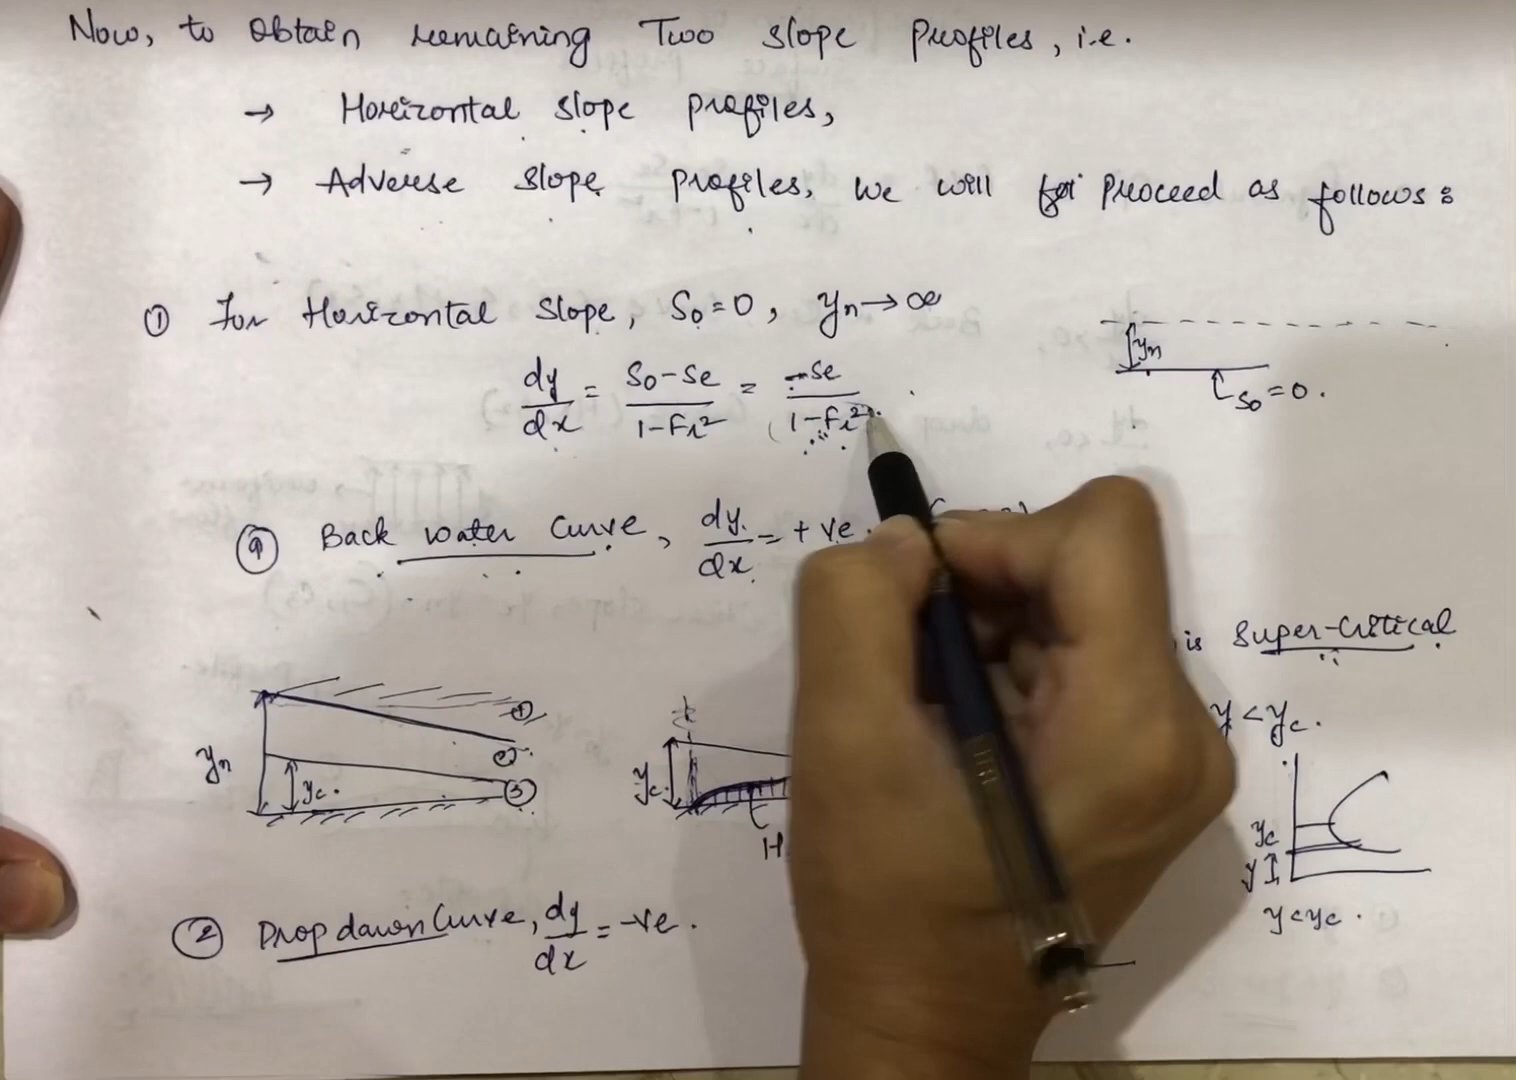 Now, to Obtain remaining Two slope Profiles, i.e.
→ Horizontal slope profiles,
→ Adverse slope profiles, we will proceed as follows :
① For Horizontal slope, S₀=0, yₙ→∞
dy/dx = (S₀-Se)/(1-Fr²) = -Se/(1-Fr²)
yₙ
S₀=0.
ⓐ Back water Curve, dy/dx = +ve.
is Super-critical
y<yc.
①
②
③
yₙ
yc.
yc.
H
yc
y
y<yc.
② Drop down Curve, dy/dx = -ve.